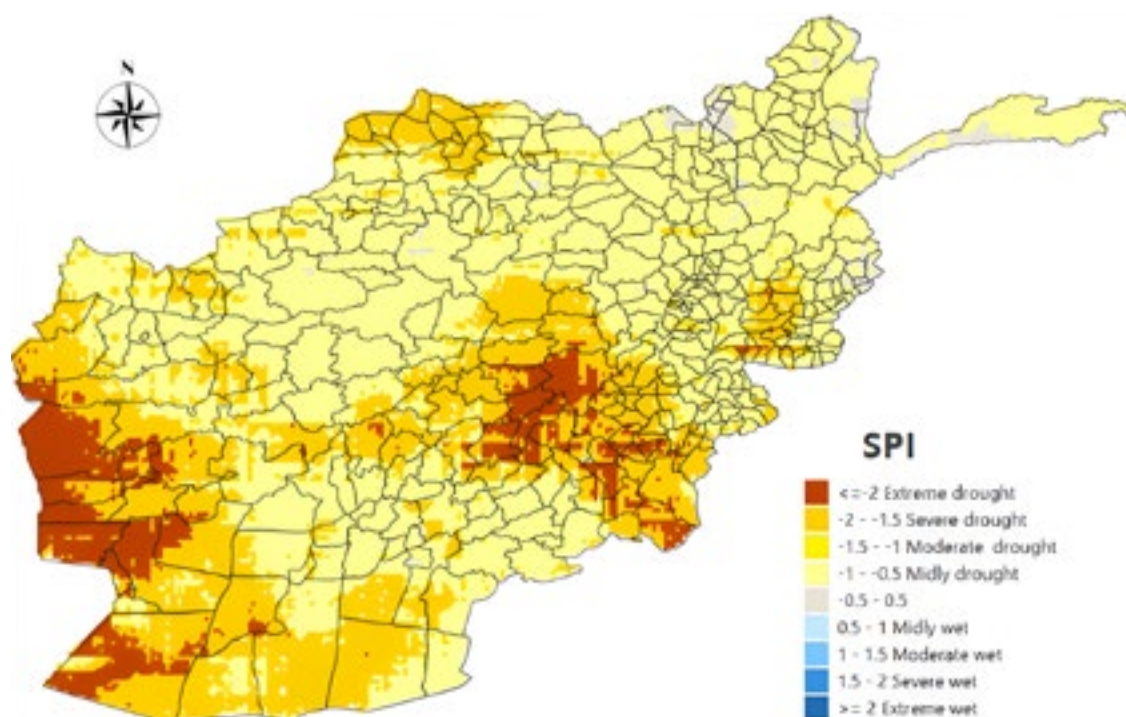 N
SPI
<=-2 Extreme drought
-2 - -1.5 Severe drought
-1.5 - -1 Moderate drought
-1 - -0.5 Midly drought
-0.5 - 0.5
0.5 - 1 Midly wet
1 - 1.5 Moderate wet
1.5 - 2 Severe wet
>= 2 Extreme wet